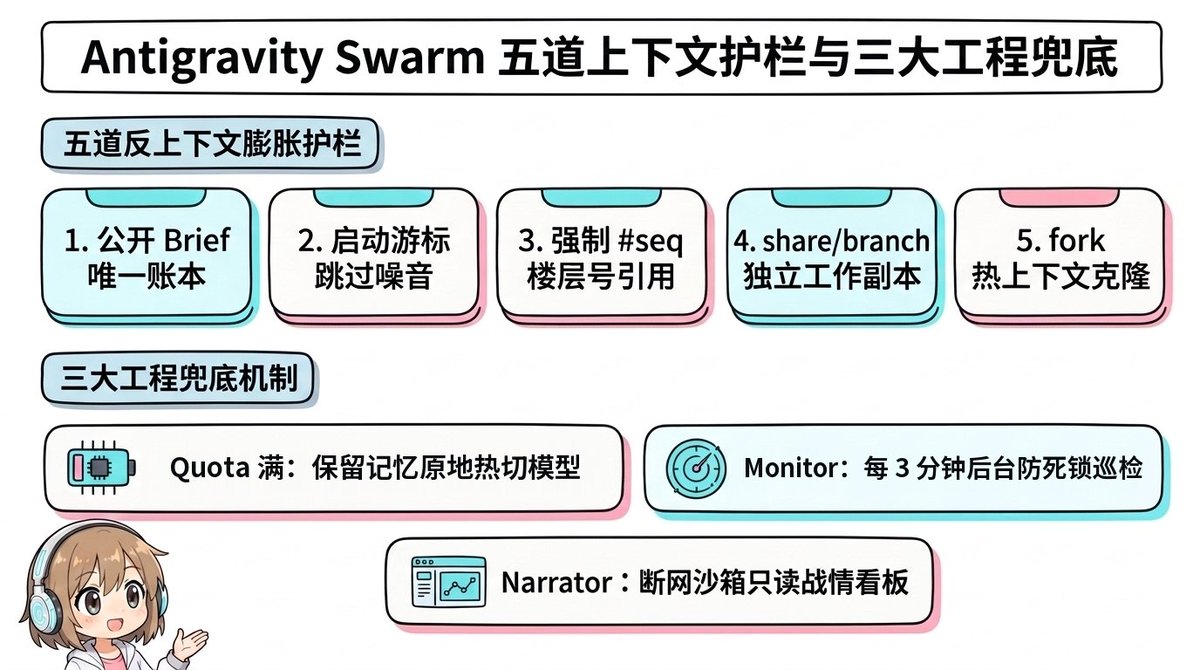 Antigravity Swarm 五道上下文护栏与三大工程兜底
五道反上下文膨胀护栏
1. 公开 Brief
唯一账本
2. 启动游标
跳过噪音
3. 强制 #seq
楼层号引用
4. share/branch
独立工作副本
5. fork
热上下文克隆
三大工程兜底机制
Quota 满：保留记忆原地热切模型
Monitor：每 3 分钟后台防死锁巡检
Narrator：断网沙箱只读战情看板